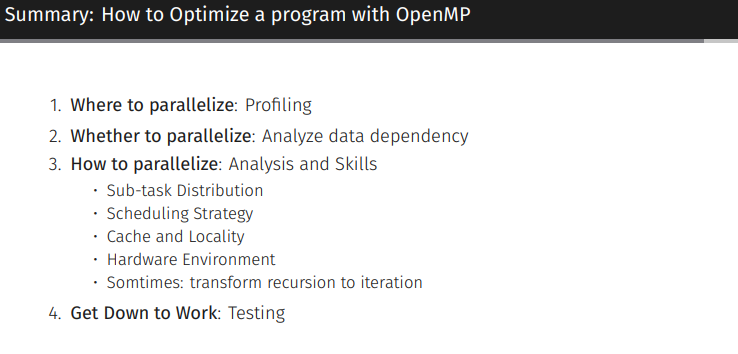 Summary: How to Optimize a program with OpenMP
1. Where to parallelize: Profiling
2. Whether to parallelize: Analyze data dependency
3. How to parallelize: Analysis and Skills
· Sub-task Distribution
· Scheduling Strategy
· Cache and Locality
· Hardware Environment
· Somtimes: transform recursion to iteration
4. Get Down to Work: Testing